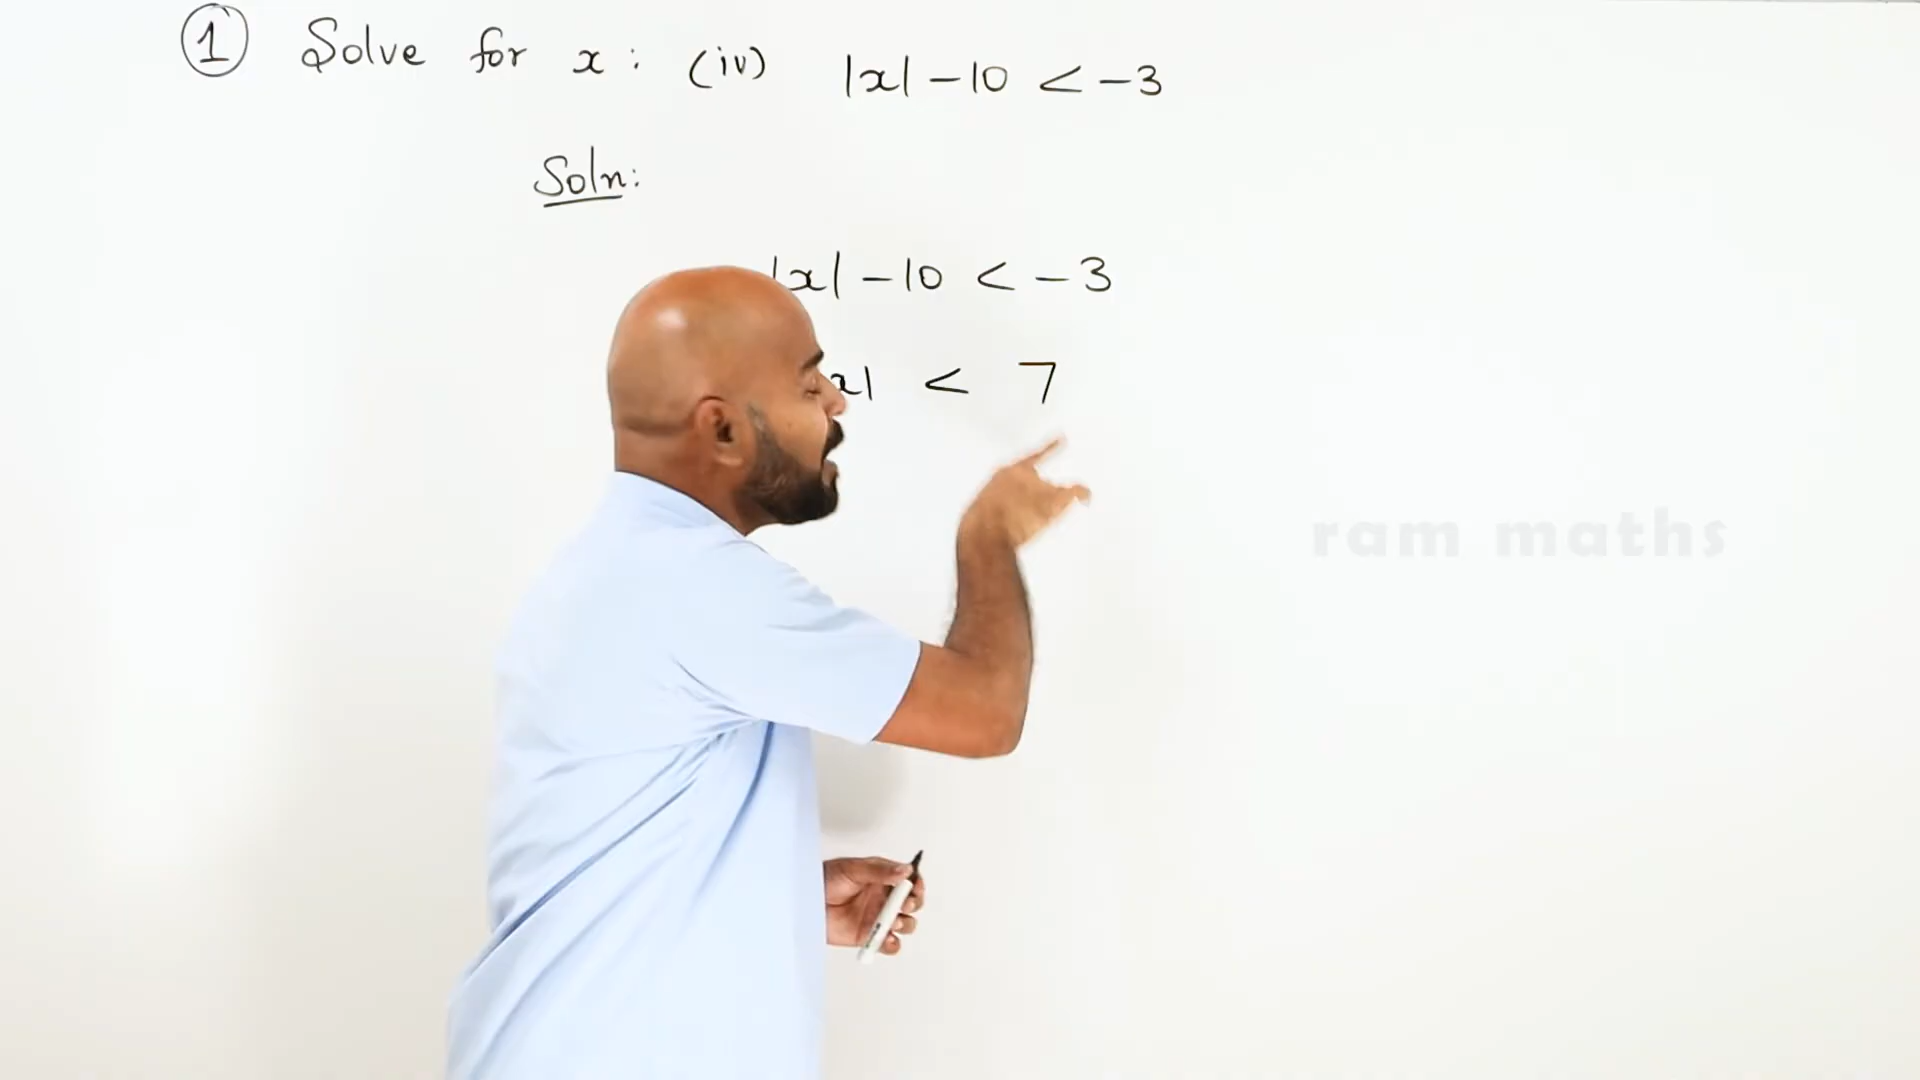 ① Solve for x : (iv) |x| - 10 < -3
Soln:
|x| - 10 < -3
x| < 7
ram maths